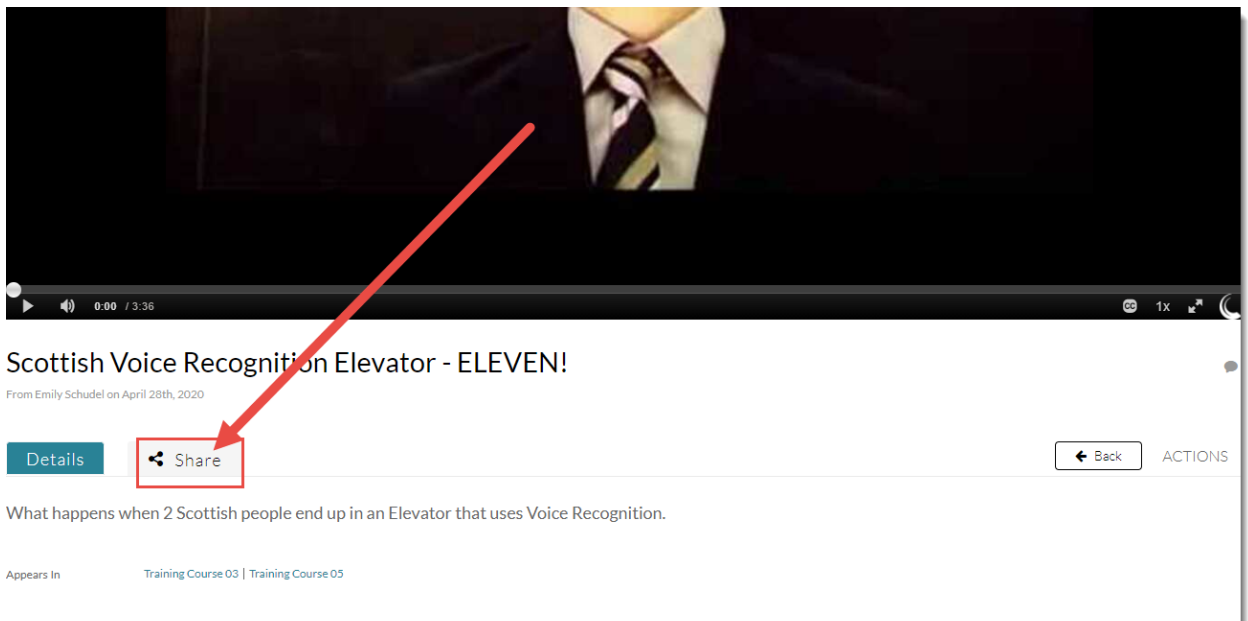 0:00 / 3:36
CC 1x
Scottish Voice Recognition Elevator - ELEVEN!
From Emily Schudel on April 28th, 2020
Details Share Back ACTIONS
What happens when 2 Scottish people end up in an Elevator that uses Voice Recognition.
Appears In Training Course 03 | Training Course 05